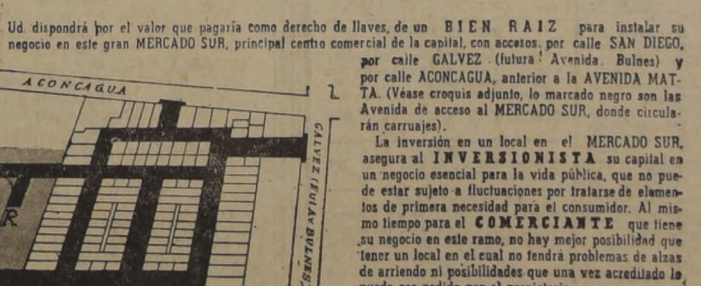 Ud. dispondrá por el valor que pagaría como derecho de llaves, de un BIEN RAIZ para instalar su
negocio en este gran MERCADO SUR, principal centro comercial de la capital, con accesos por calle SAN DIEGO,
por calle GALVEZ (futura Avenida Bulnes) y
por calle ACONCAGUA, anterior a la AVENIDA MAT-
TA. (Véase croquis adjunto, lo marcado negro son las
Avenida de acceso al MERCADO SUR, donde circula-
rán carruajes).
La inversión en un local en el MERCADO SUR,
asegura al INVERSIONISTA su capital en
un negocio esencial para la vida pública, que no pue-
de estar sujeto a fluctuaciones por tratarse de elemen-
tos de primera necesidad para el consumidor. Al mis-
mo tiempo para el COMERCIANTE que tiene
su negocio en este ramo, no hay mejor posibilidad que
tener un local en el cual no tendrá problemas de alzas
de arriendo ni posibilidades que una vez acreditado lo
ACONCAGUA
GALVEZ (FUT. AV. BULNES)
R